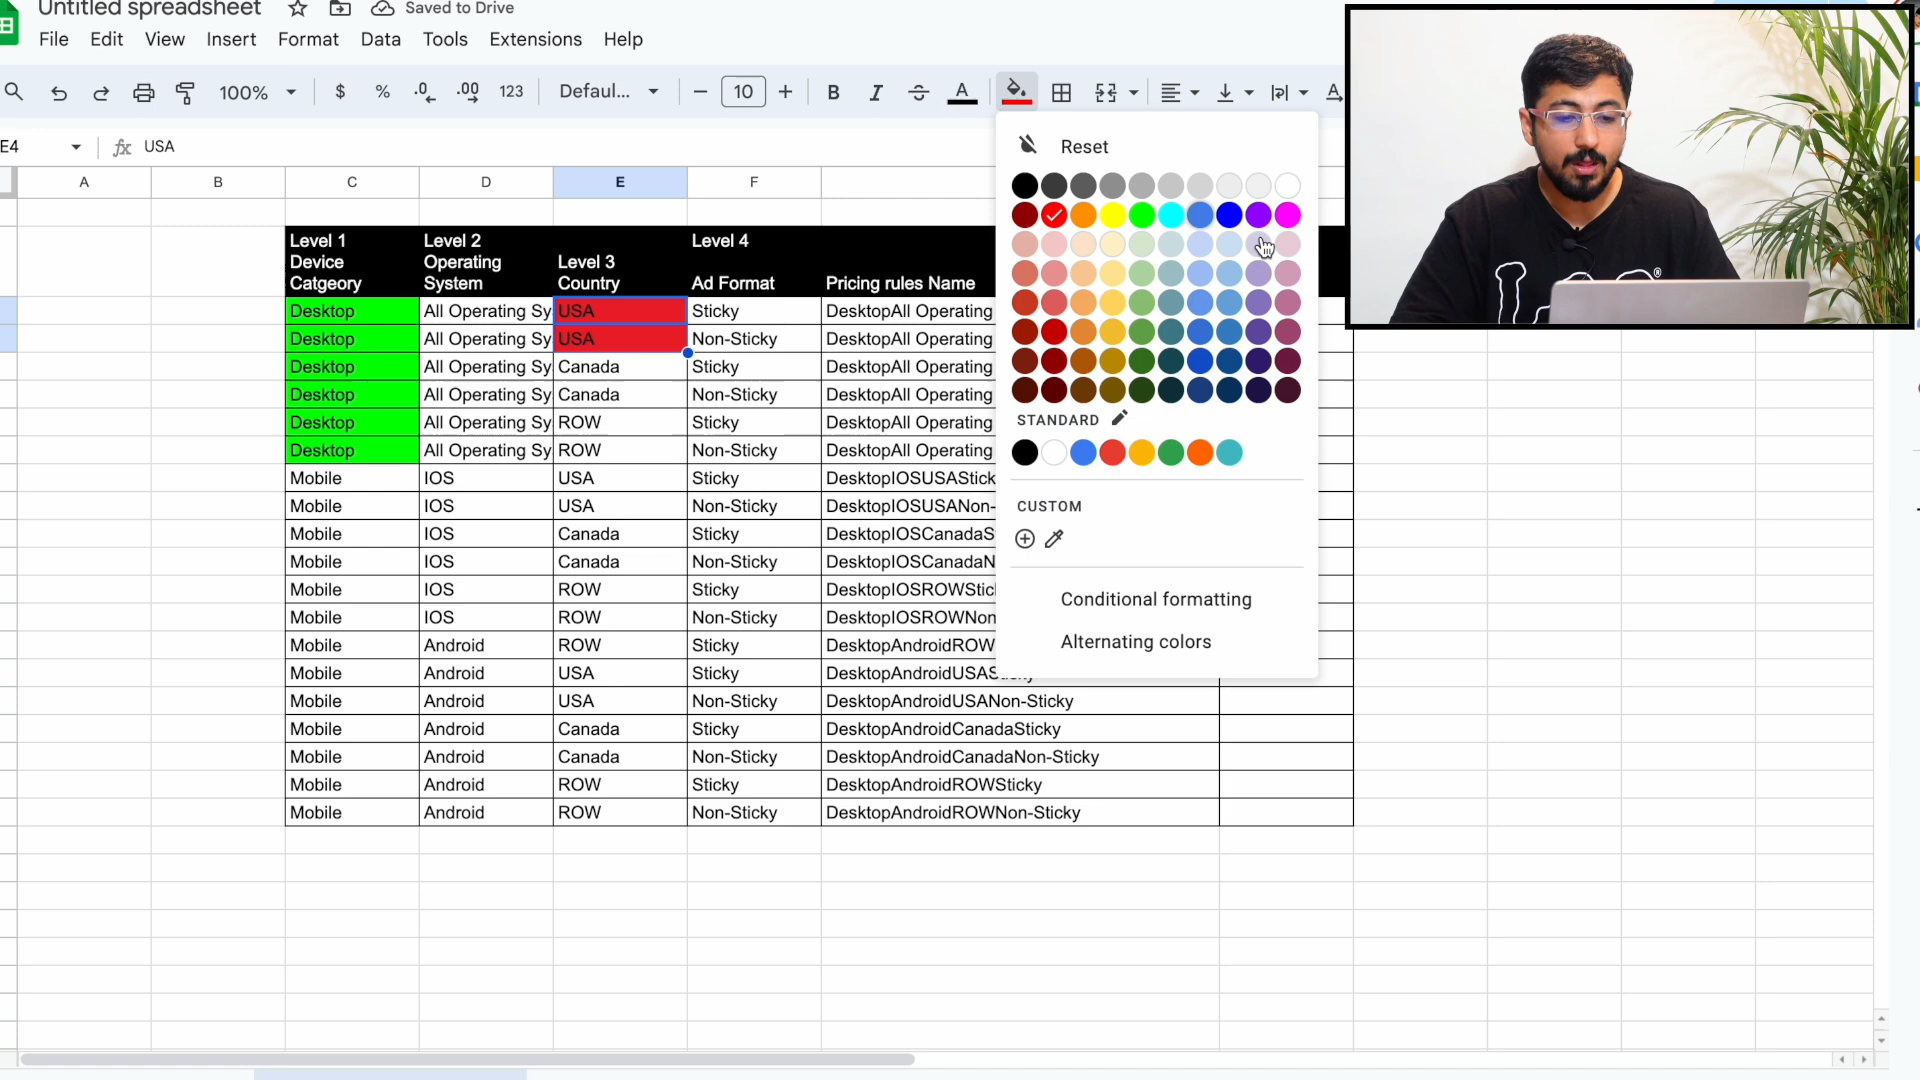 Untitled spreadsheet
Saved to Drive
File Edit View Insert Format Data Tools Extensions Help
100% $ % .0 .00 123 Defaul... 10 B I S A A
E4 fx USA
A B C D E F
Level 1 Device Catgeory Level 2 Operating System Level 3 Country Level 4 Ad Format Pricing rules Name
Desktop All Operating Sy USA Sticky DesktopAll Operating
Desktop All Operating Sy USA Non-Sticky DesktopAll Operating
Desktop All Operating Sy Canada Sticky DesktopAll Operating
Desktop All Operating Sy Canada Non-Sticky DesktopAll Operating
Desktop All Operating Sy ROW Sticky DesktopAll Operating
Desktop All Operating Sy ROW Non-Sticky DesktopAll Operating
Mobile IOS USA Sticky DesktopIOSUSAStick
Mobile IOS USA Non-Sticky DesktopIOSUSANon-
Mobile IOS Canada Sticky DesktopIOSCanadaS
Mobile IOS Canada Non-Sticky DesktopIOSCanadaN
Mobile IOS ROW Sticky DesktopIOSROWStic
Mobile IOS ROW Non-Sticky DesktopIOSROWNon
Mobile Android ROW Sticky DesktopAndroidROW
Mobile Android USA Sticky DesktopAndroidUSASticky
Mobile Android USA Non-Sticky DesktopAndroidUSANon-Sticky
Mobile Android Canada Sticky DesktopAndroidCanadaSticky
Mobile Android Canada Non-Sticky DesktopAndroidCanadaNon-Sticky
Mobile Android ROW Sticky DesktopAndroidROWSticky
Mobile Android ROW Non-Sticky DesktopAndroidROWNon-Sticky
Reset
STANDARD
CUSTOM
Conditional formatting
Alternating colors